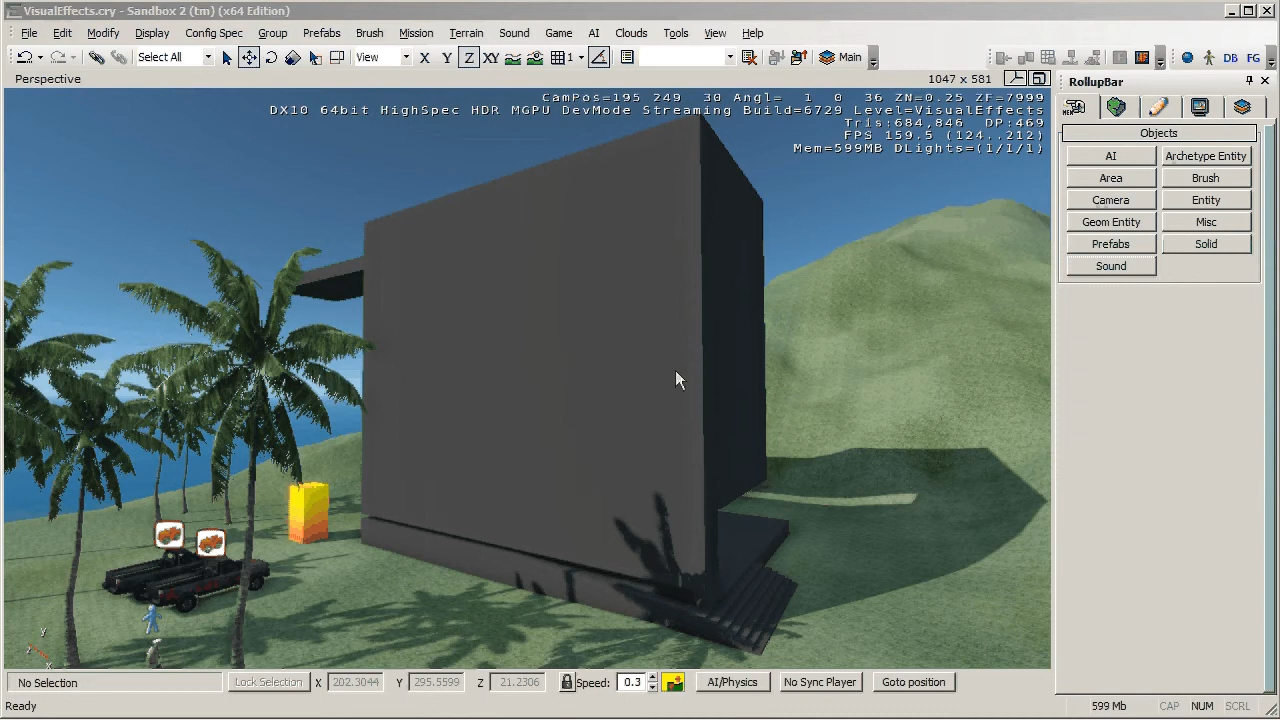 VisualEffects.cry - Sandbox 2 (tm) (x64 Edition)
File Edit Modify Display Config Spec Group Prefabs Brush Mission Terrain Sound Game AI Clouds Tools View Help
Select All View X Y Z XY 1 Main DB FG
Perspective 1047 x 581
CamPos=195 249 30 Angl= 1 0 36 ZN=0.25 ZF=7999
DX10 64bit HighSpec HDR MGPU DevMode Streaming Build=6729 Level=VisualEffects
Tris:684,846 DP:469
FPS 159.5 (124..212)
Mem=599MB DLights=(1/1/1)
RollupBar
NEW
Objects
AI Archetype Entity
Area Brush
Camera Entity
Geom Entity Misc
Prefabs Solid
Sound
y
z
x
No Selection Lock Selection X 202.3044 Y 295.5599 Z 21.2306 Speed: 0.3 AI/Physics No Sync Player Goto position
Ready 599 Mb CAP NUM SCRL